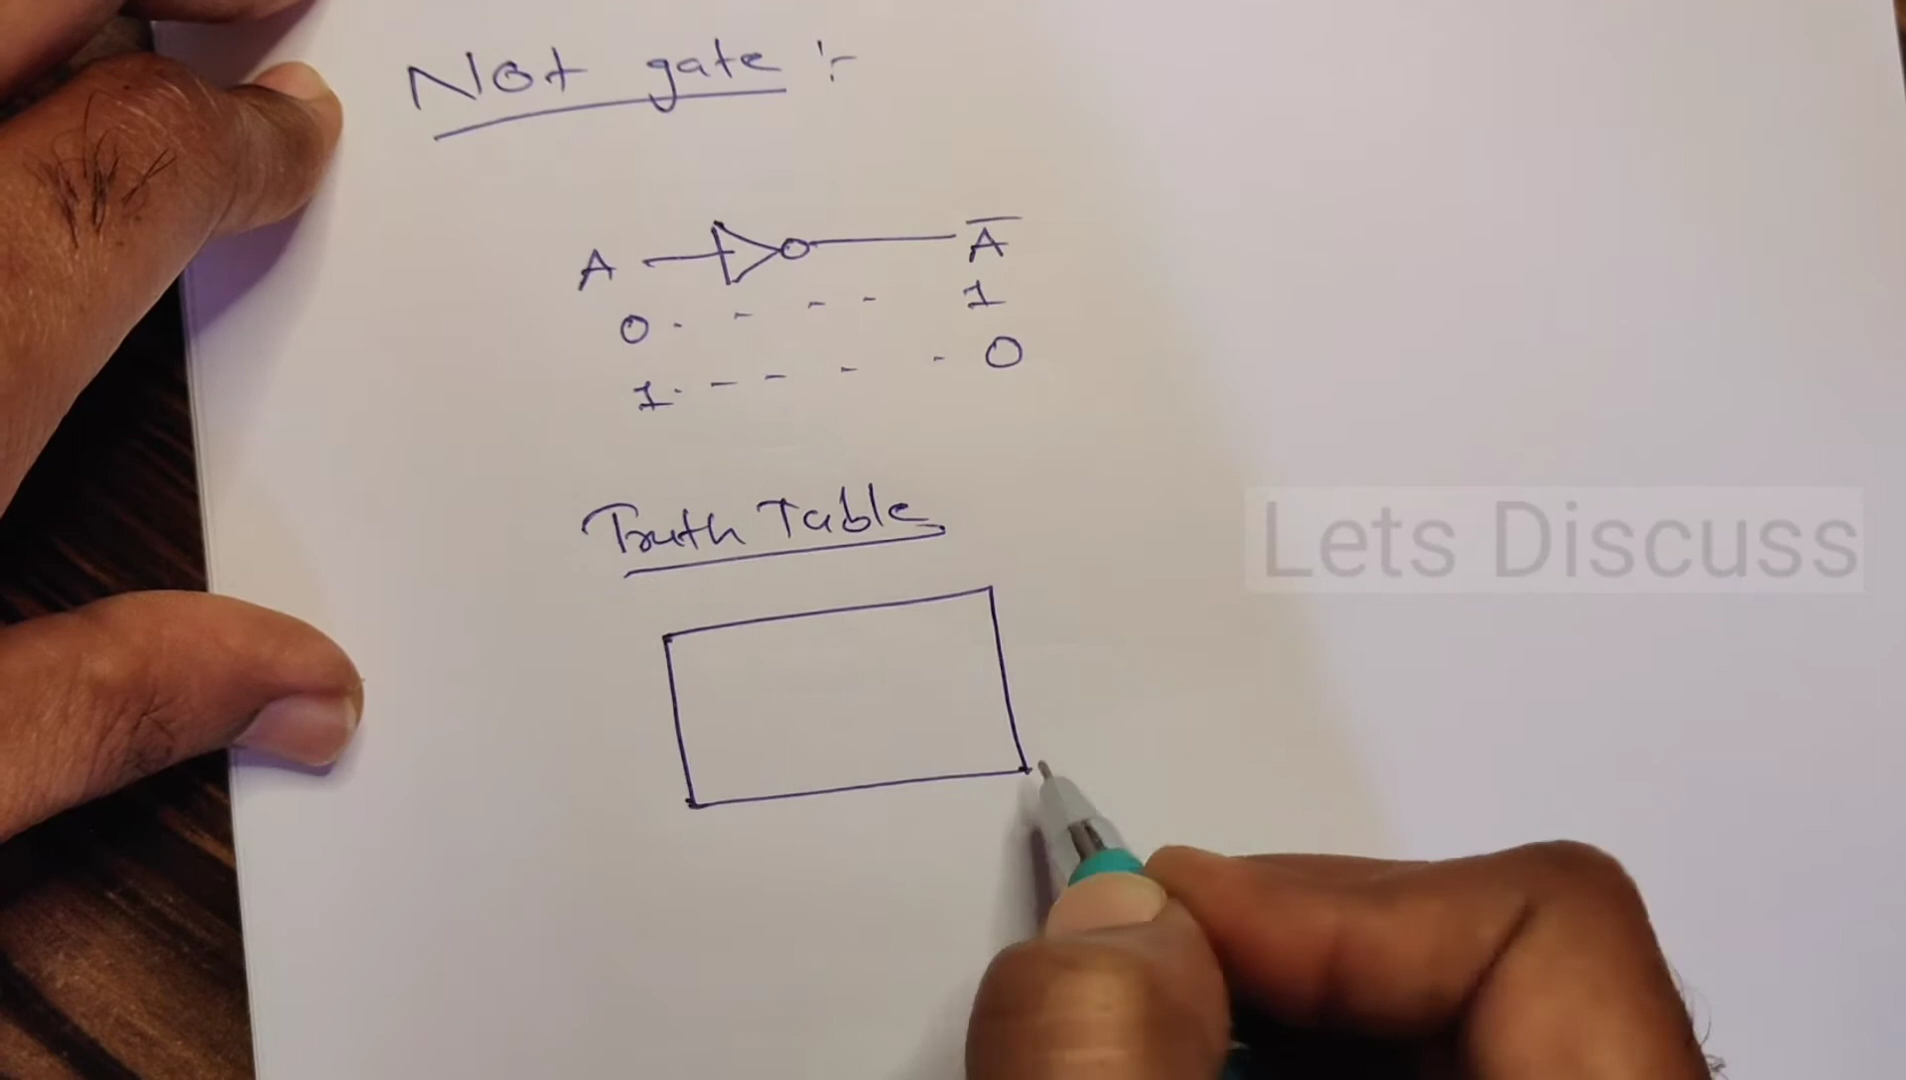 Not gate :-
A A̅
0 - - - - 1
1 - - - - - 0
Truth Table
Lets Discuss